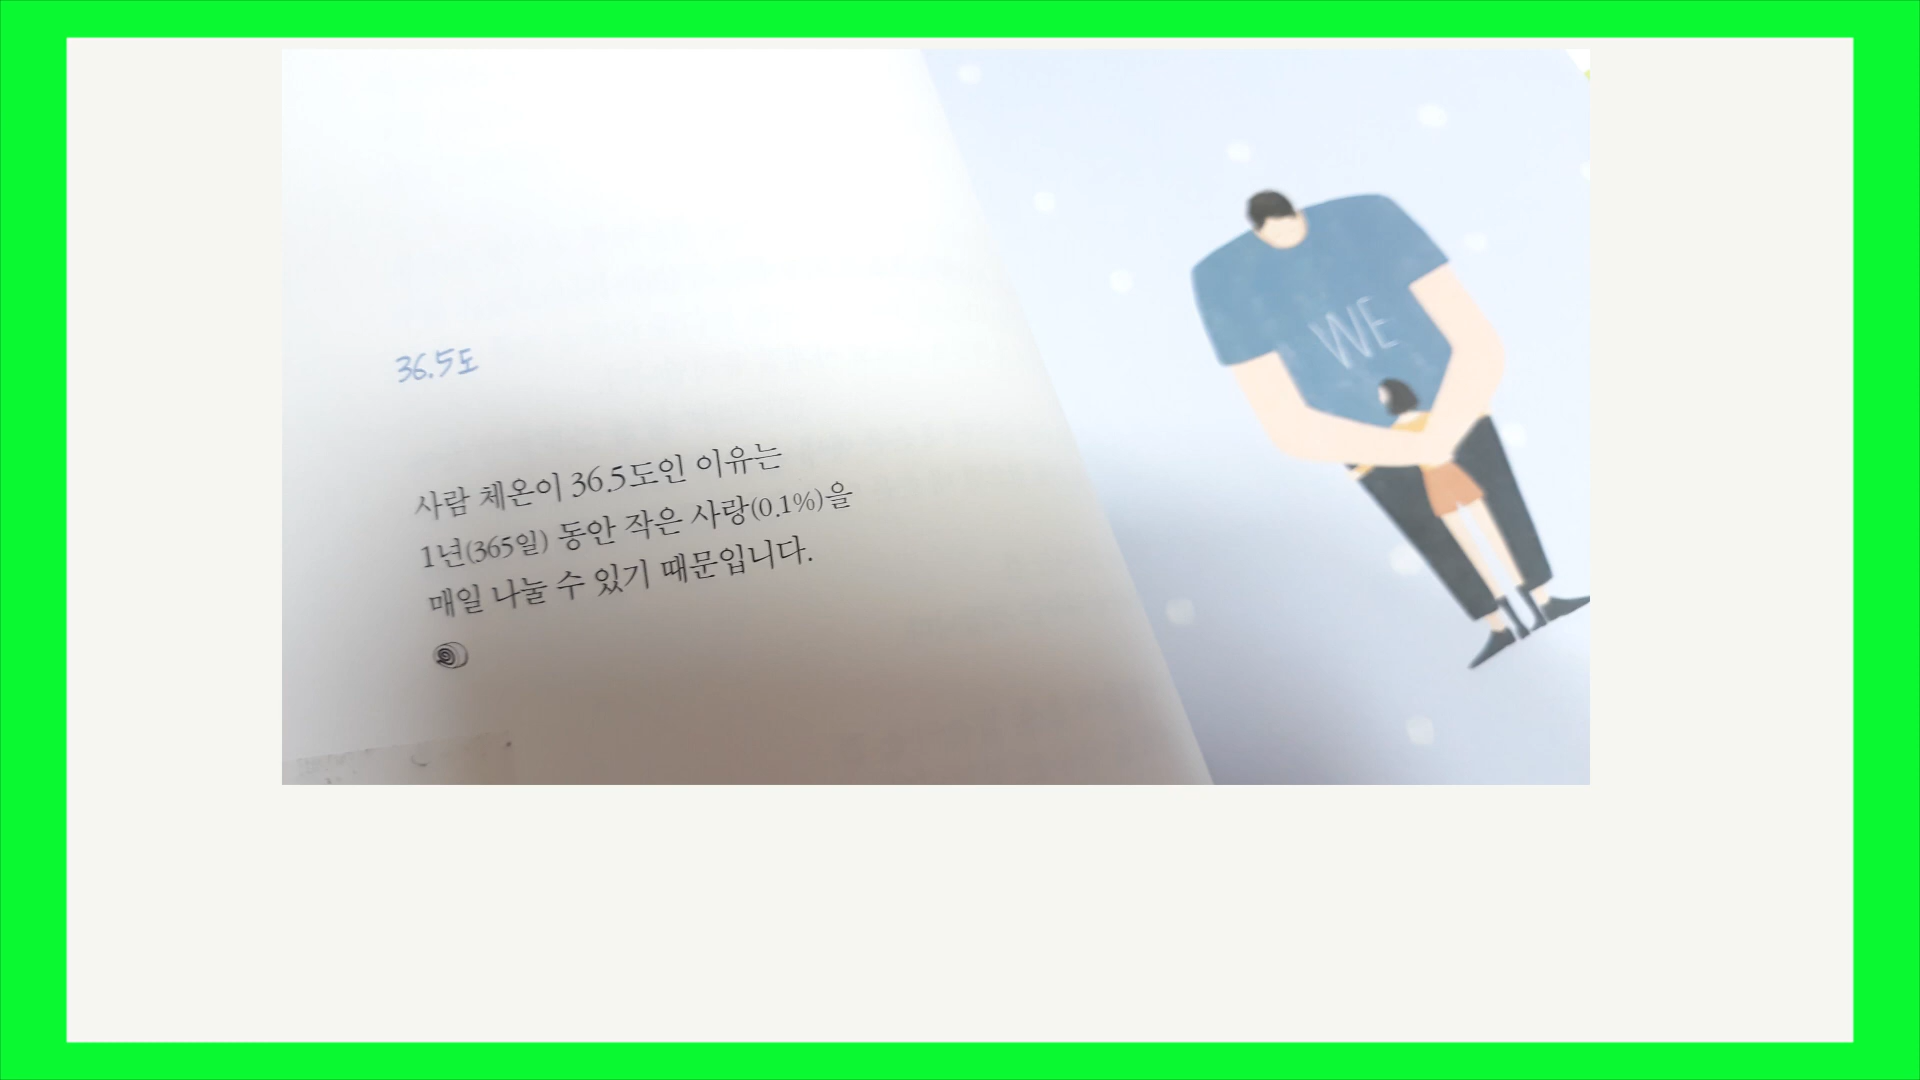 36.5도
사람 체온이 36.5도인 이유는
1년(365일) 동안 작은 사랑(0.1%)을
매일 나눌 수 있기 때문입니다.
WE